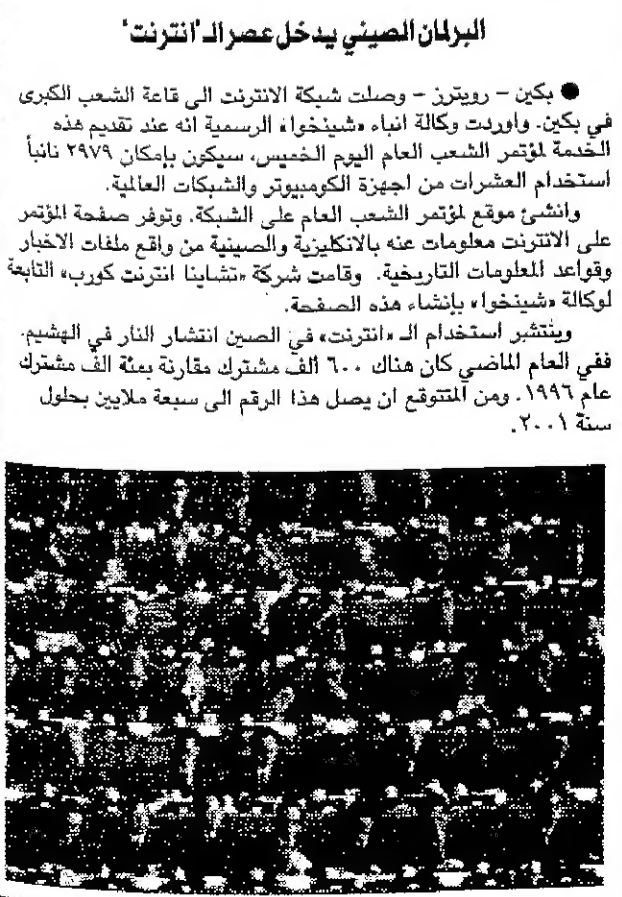 البرلمان الصيني يدخل عصر الـ "انترنت"
● بكين – رويترز – وصلت شبكة الانترنت الى قاعة الشعب الكبرى
في بكين. واوردت وكالة انباء «شينخوا» الرسمية انه عند تقديم هذه
الخدمة لمؤتمر الشعب العام اليوم الخميس، سيكون بإمكان ٢٩٧٩ نائباً
استخدام العشرات من اجهزة الكومبيوتر والشبكات العالمية.
وانشئ موقع لمؤتمر الشعب العام على الشبكة. وتوفر صفحة المؤتمر
على الانترنت معلومات عنه بالانكليزية والصينية من واقع ملفات الاخبار
وقواعد المعلومات التاريخية. وقامت شركة «تشاينا انترنت كورب» التابعة
لوكالة «شينخوا» بإنشاء هذه الصفحة.
وينتشر استخدام الـ «انترنت» في الصين انتشار النار في الهشيم.
ففي العام الماضي كان هناك ٦٠٠ الف مشترك مقارنة بمئة الف مشترك
عام ١٩٩٦. ومن المتوقع ان يصل هذا الرقم الى سبعة ملايين بحلول
سنة ٢٠٠١.